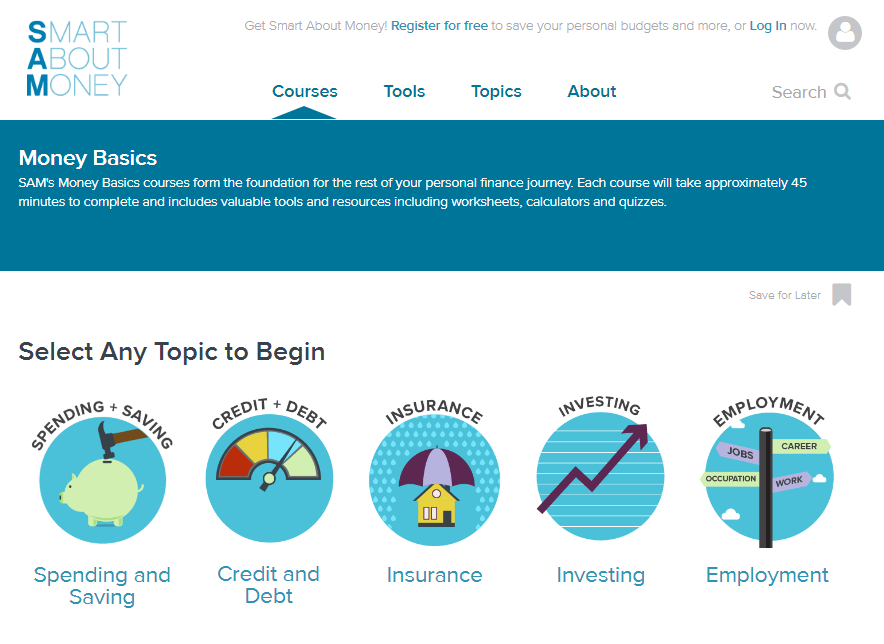 SMART
ABOUT
MONEY
Get Smart About Money! Register for free to save your personal budgets and more, or Log In now.
Courses Tools Topics About Search
Money Basics
SAM's Money Basics courses form the foundation for the rest of your personal finance journey. Each course will take approximately 45
minutes to complete and includes valuable tools and resources including worksheets, calculators and quizzes.
Save for Later
Select Any Topic to Begin
SPENDING + SAVING
Spending and
Saving
CREDIT + DEBT
Credit and
Debt
INSURANCE
Insurance
INVESTING
Investing
EMPLOYMENT
JOBS
CAREER
OCCUPATION
WORK
Employment